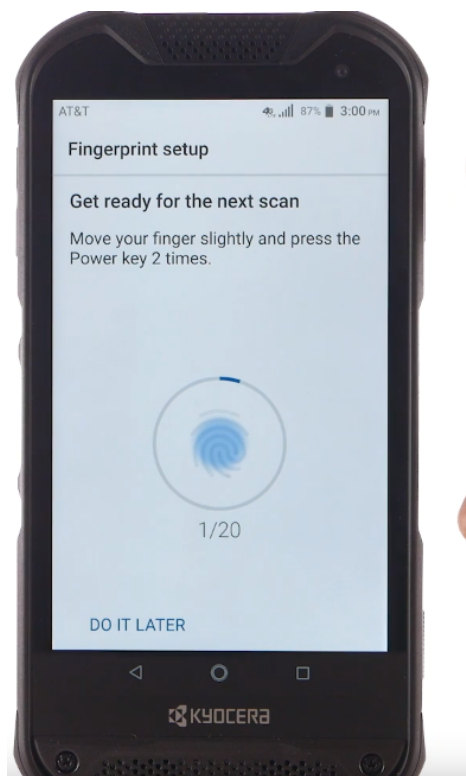 AT&T 4G 87% 3:00 PM
Fingerprint setup
Get ready for the next scan
Move your finger slightly and press the
Power key 2 times.
1/20
DO IT LATER
KYOCERA